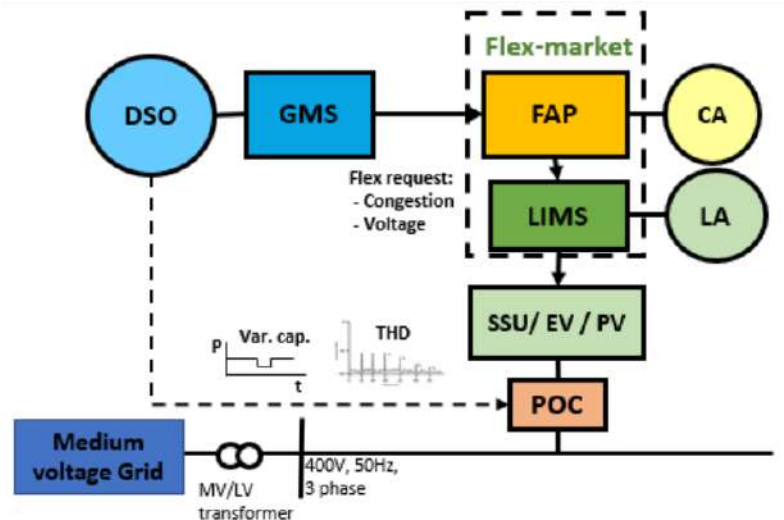 Flex-market
DSO
GMS
FAP
CA
Flex request:
- Congestion
- Voltage
LIMS
LA
SSU/ EV / PV
Var. cap.
P
t
THD
POC
Medium
voltage Grid
MV/LV
transformer
400V, 50Hz,
3 phase